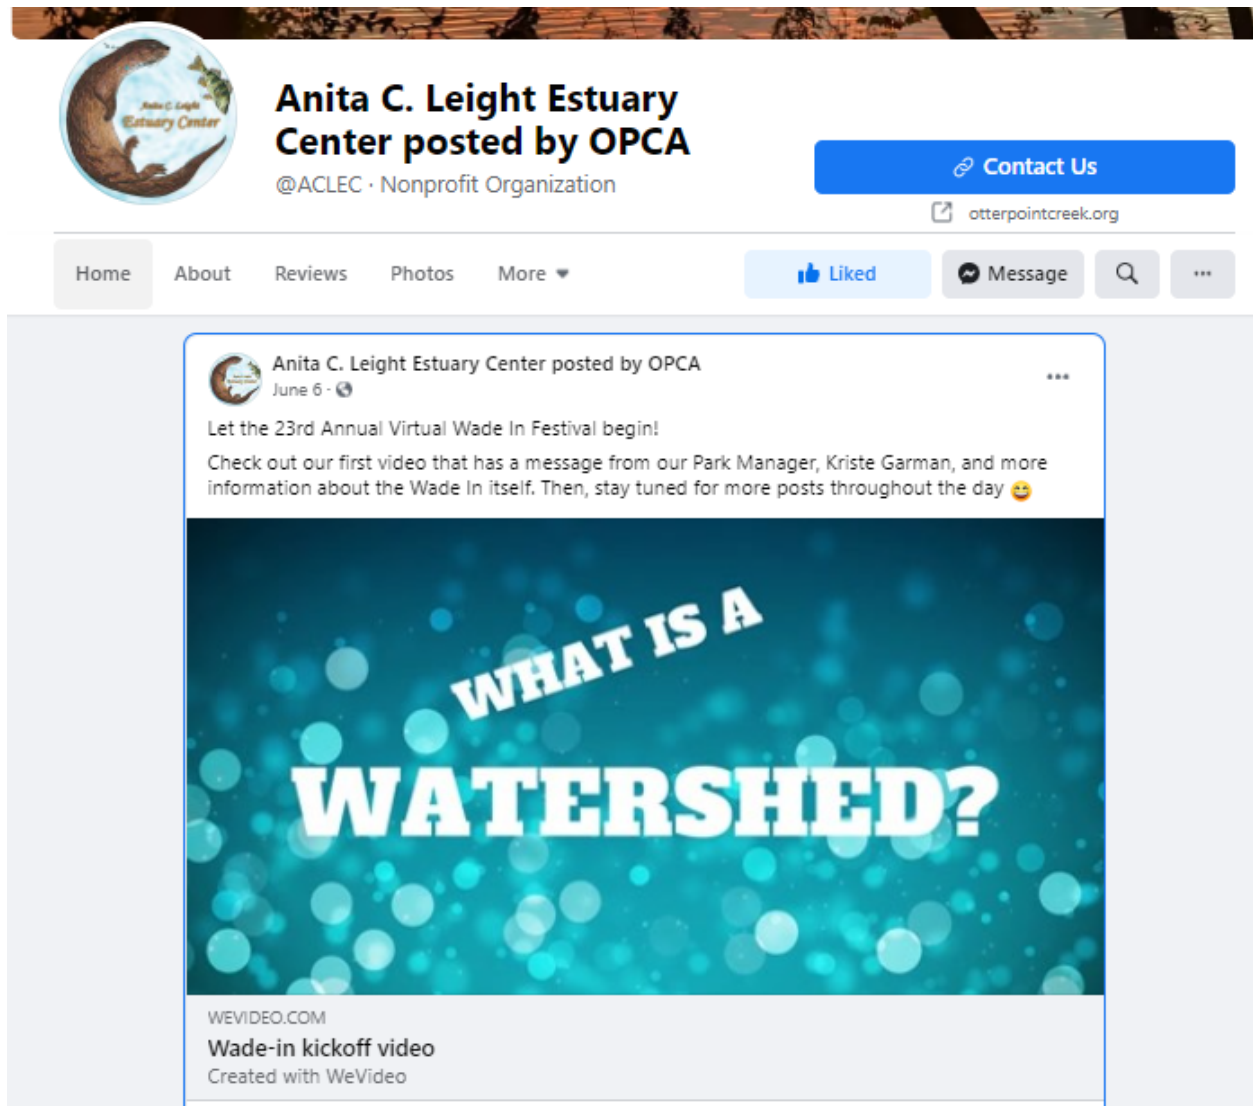 Anita C. Leight
Estuary Center
Anita C. Leight Estuary
Center posted by OPCA
@ACLEC · Nonprofit Organization
Contact Us
otterpointcreek.org
Home
About
Reviews
Photos
More
Liked
Message
Anita C. Leight Estuary Center posted by OPCA
June 6 ·
Let the 23rd Annual Virtual Wade In Festival begin!
Check out our first video that has a message from our Park Manager, Kriste Garman, and more
information about the Wade In itself. Then, stay tuned for more posts throughout the day 😄
WHAT IS A
WATERSHED?
WEVIDEO.COM
Wade-in kickoff video
Created with WeVideo